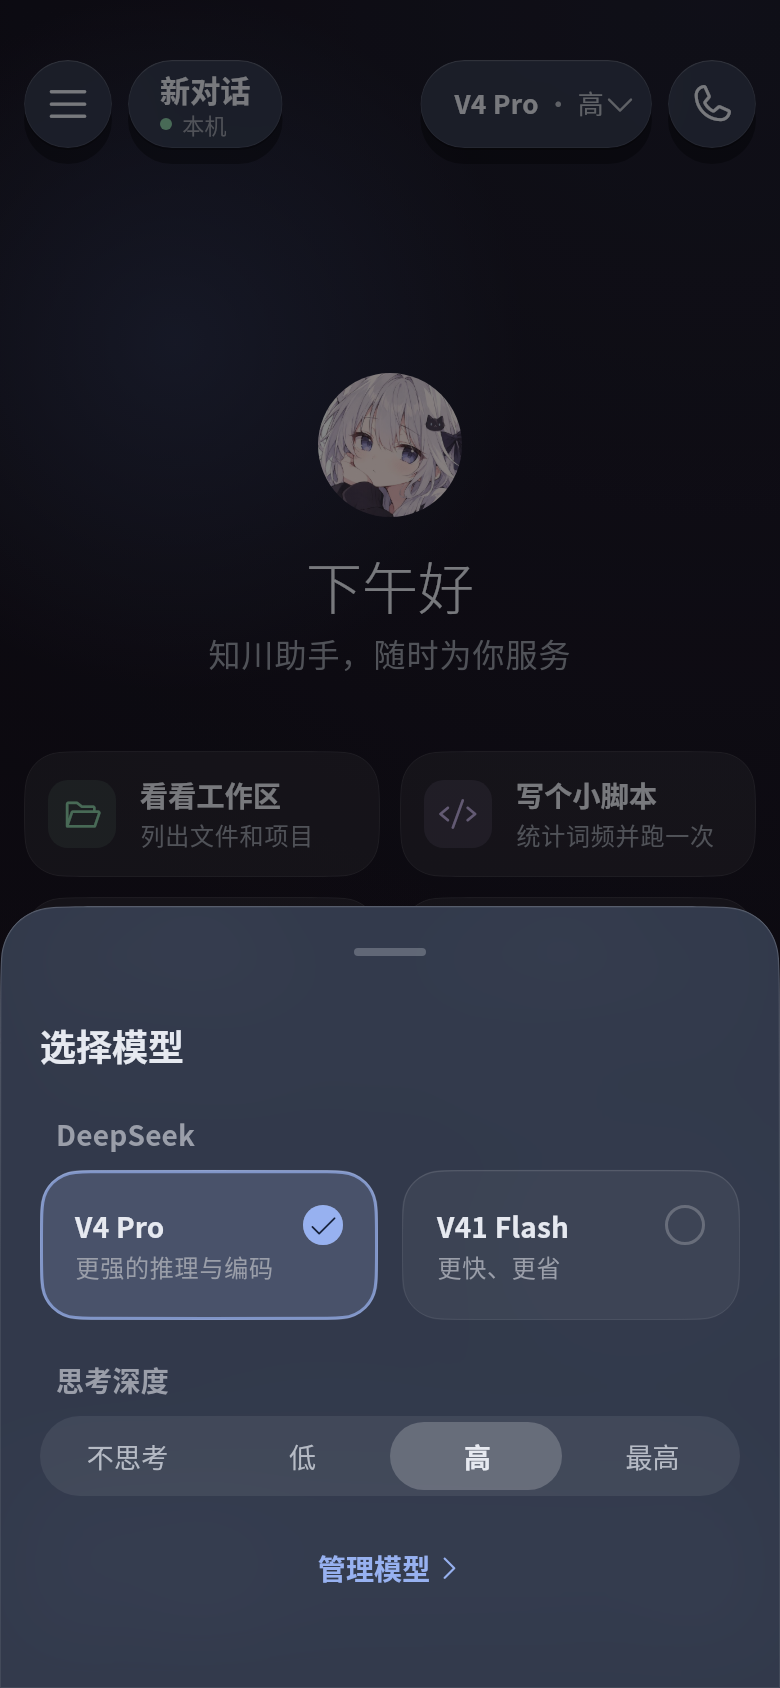 新对话
本机
V4 Pro · 高
下午好
知川助手，随时为你服务
看看工作区
列出文件和项目
写个小脚本
统计词频并跑一次
选择模型
DeepSeek
V4 Pro
更强的推理与编码
V41 Flash
更快、更省
思考深度
不思考
低
高
最高
管理模型